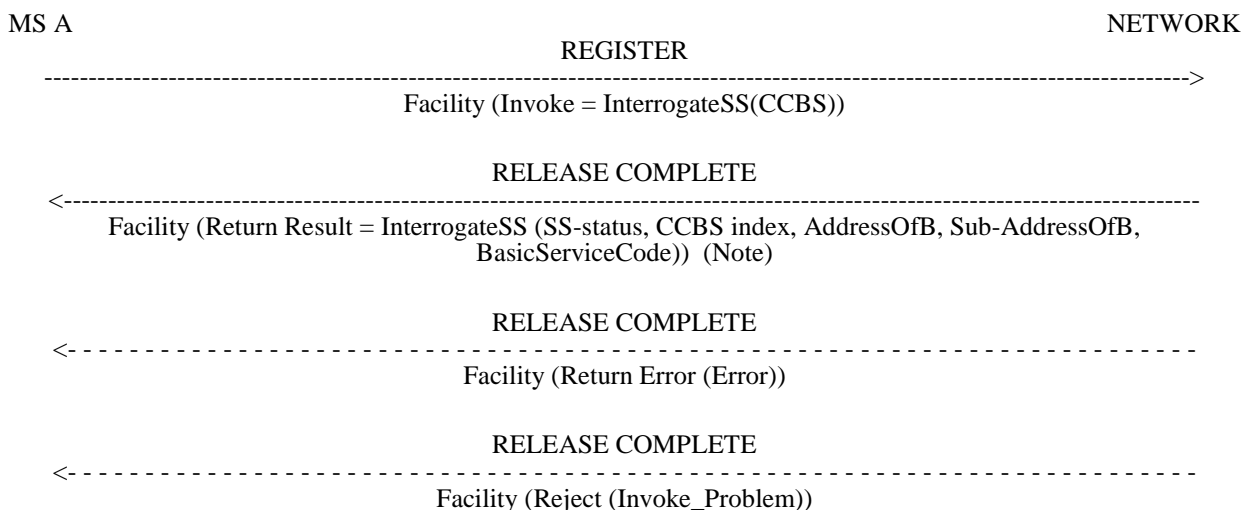 MS A NETWORK
REGISTER
Facility (Invoke = InterrogateSS(CCBS))
RELEASE COMPLETE
Facility (Return Result = InterrogateSS (SS-status, CCBS index, AddressOfB, Sub-AddressOfB,
BasicServiceCode)) (Note)
RELEASE COMPLETE
Facility (Return Error (Error))
RELEASE COMPLETE
Facility (Reject (Invoke_Problem))